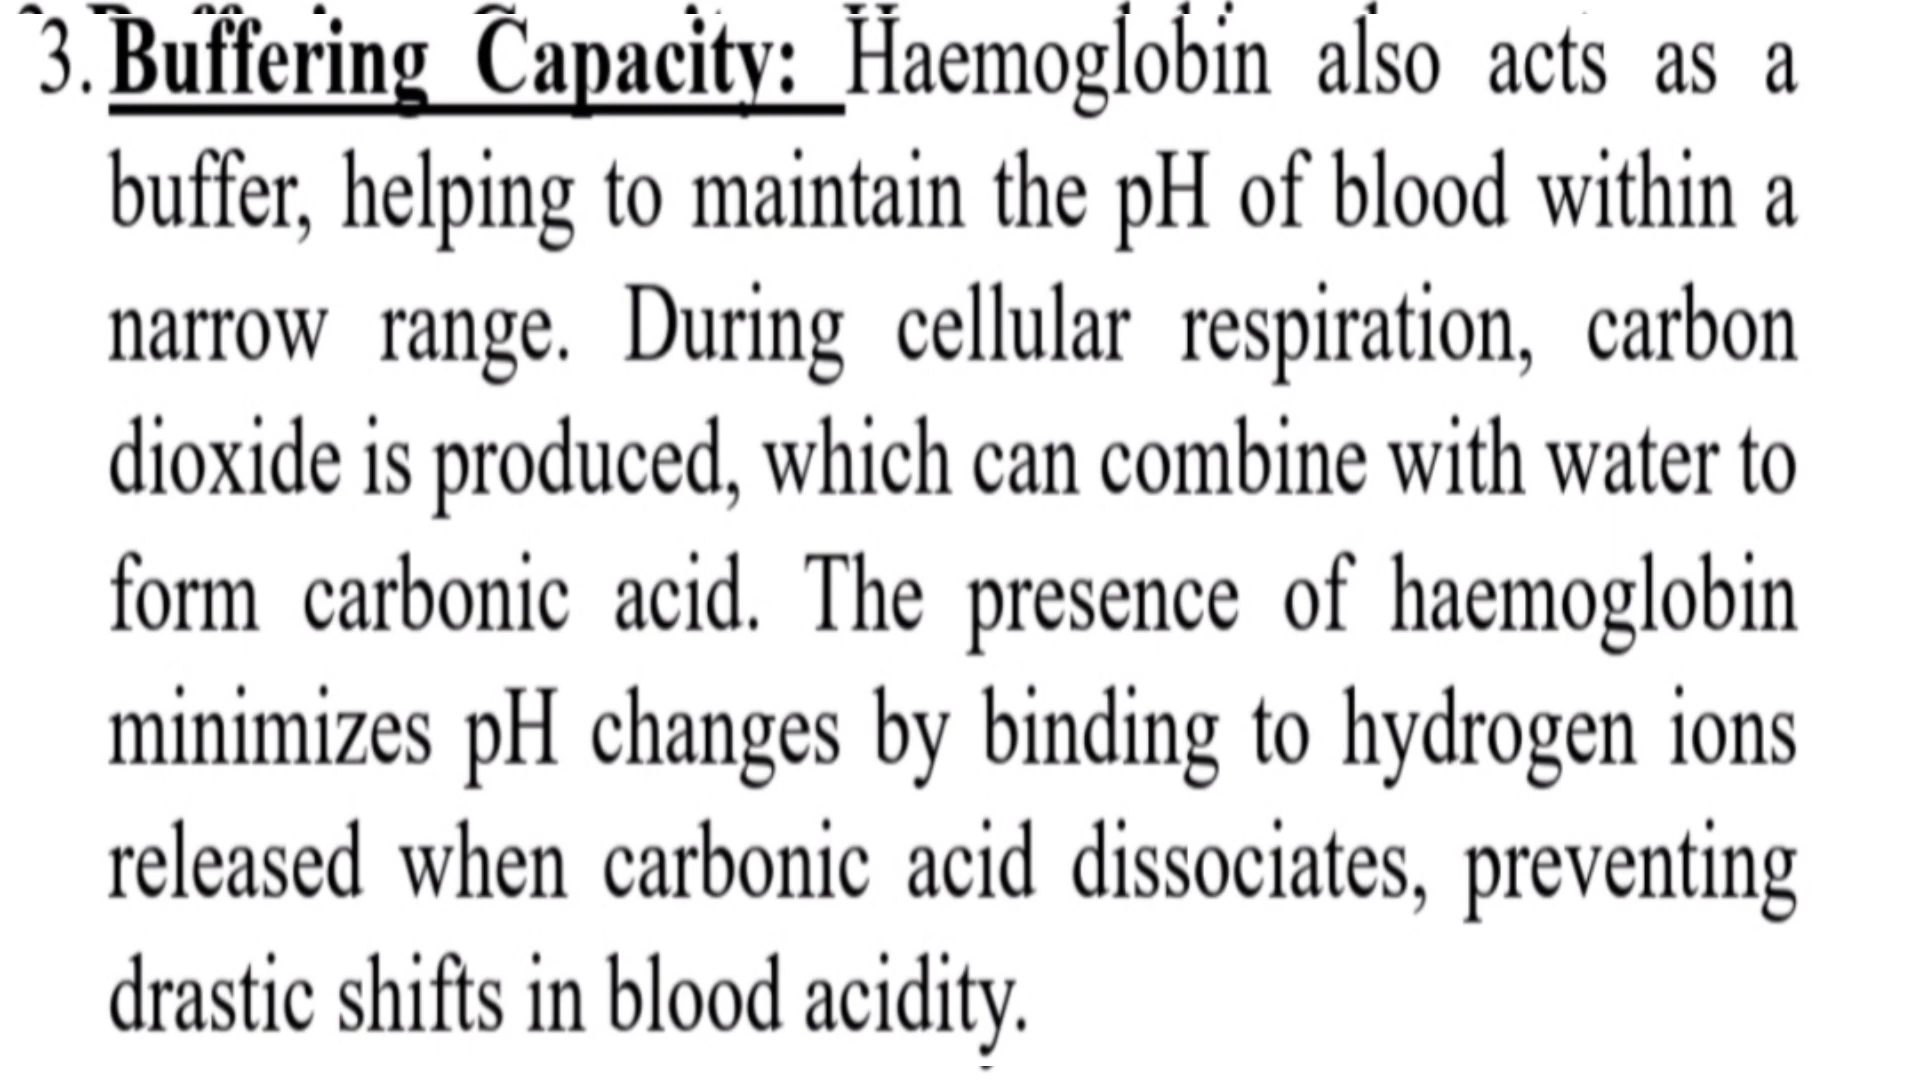 3. Buffering Capacity: Haemoglobin also acts as a
buffer, helping to maintain the pH of blood within a
narrow range. During cellular respiration, carbon
dioxide is produced, which can combine with water to
form carbonic acid. The presence of haemoglobin
minimizes pH changes by binding to hydrogen ions
released when carbonic acid dissociates, preventing
drastic shifts in blood acidity.